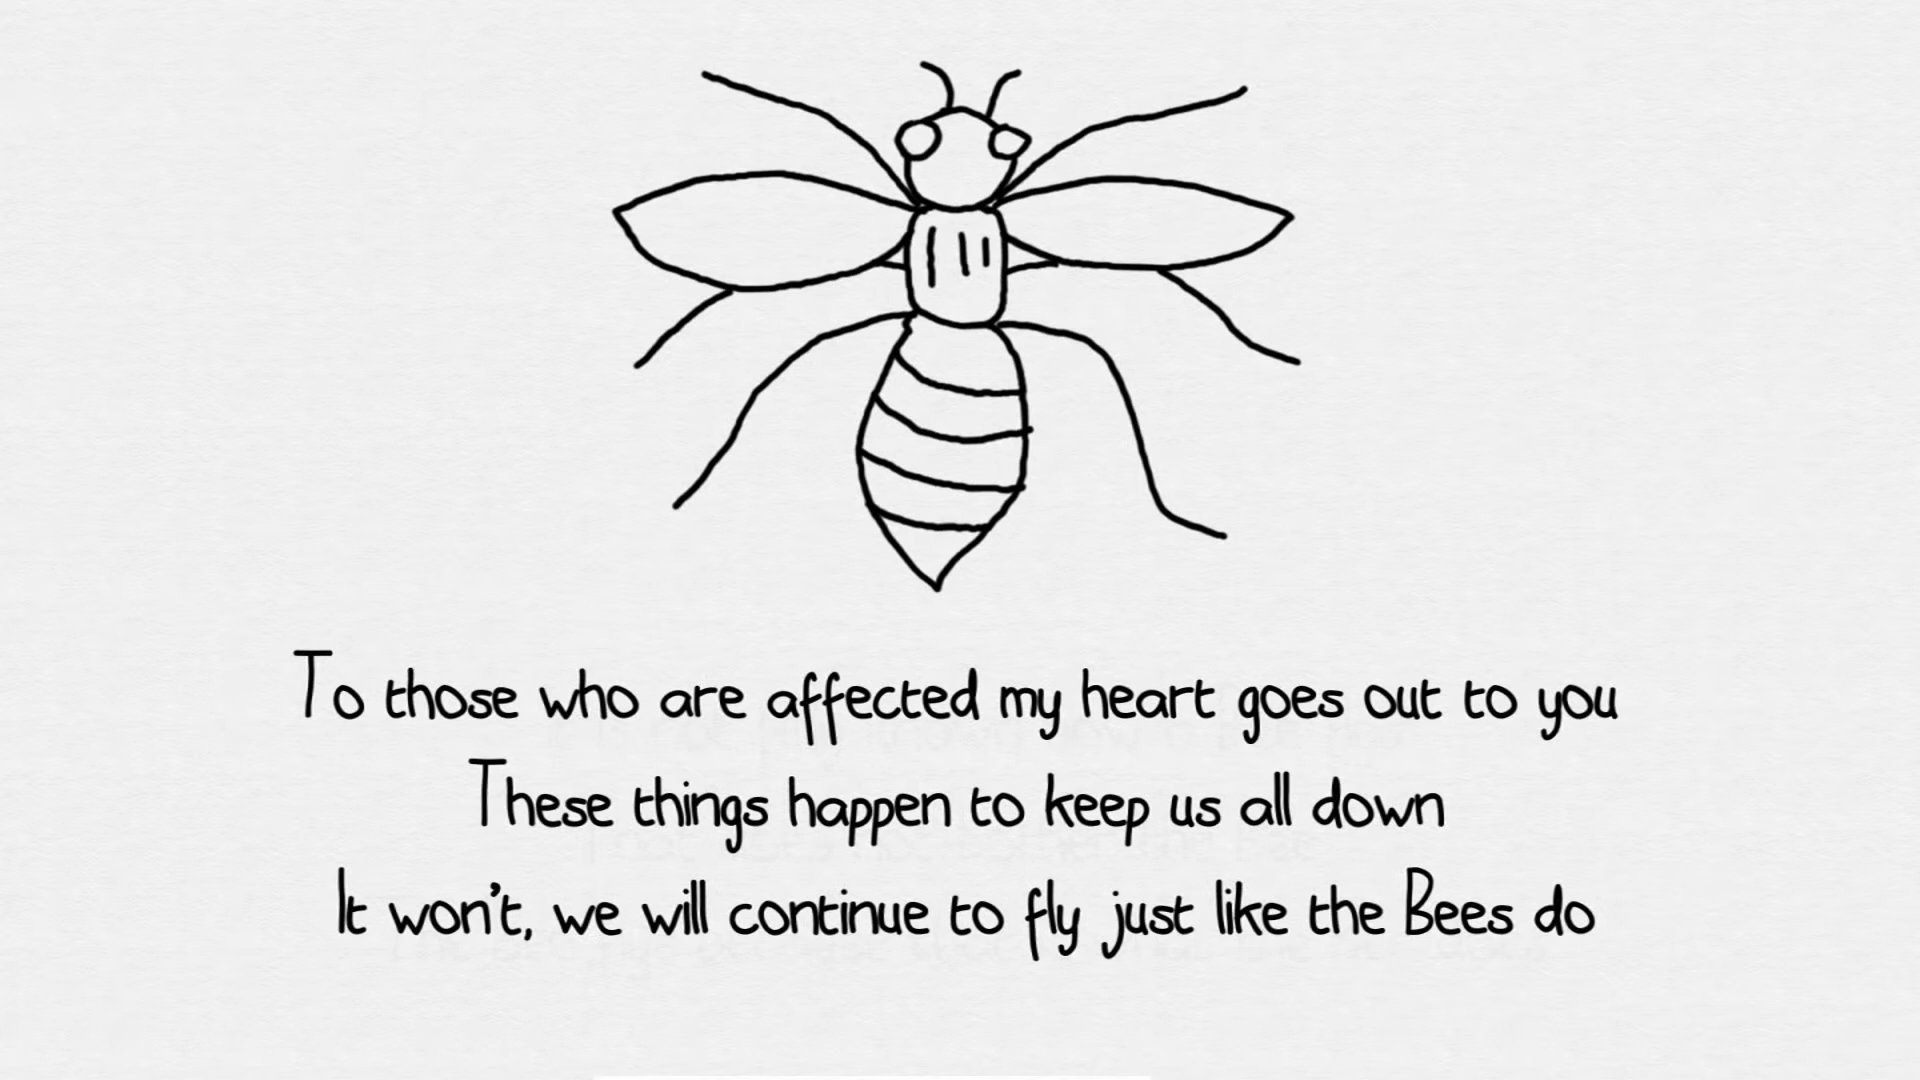 To those who are affected my heart goes out to you
These things happen to keep us all down
It won't, we will continue to fly just like the Bees do